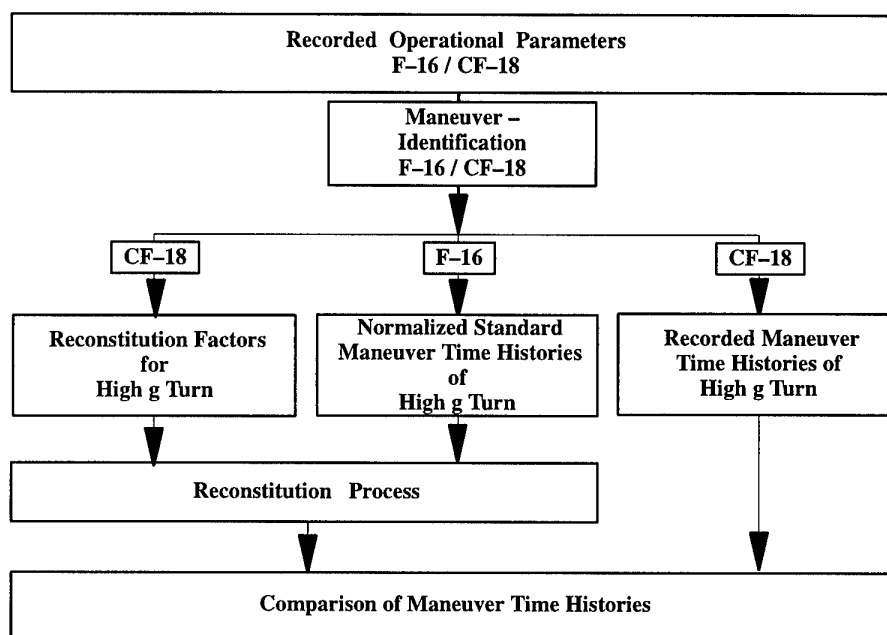 Recorded Operational Parameters
F–16 / CF–18
Maneuver –
Identification
F–16 / CF–18
CF–18
F–16
CF–18
Reconstitution Factors
for
High g Turn
Normalized Standard
Maneuver Time Histories
of
High g Turn
Recorded Maneuver
Time Histories of
High g Turn
Reconstitution Process
Comparison of Maneuver Time Histories